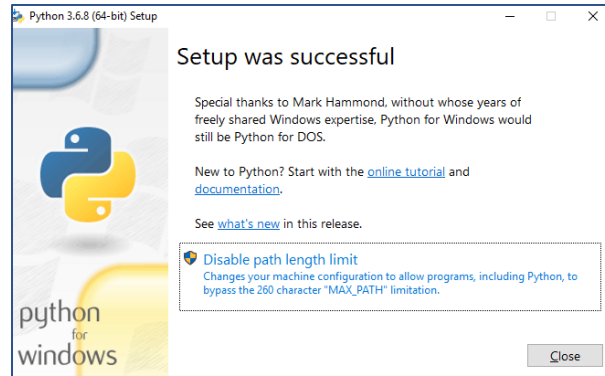 Python 3.6.8 (64-bit) Setup
Setup was successful
Special thanks to Mark Hammond, without whose years of
freely shared Windows expertise, Python for Windows would
still be Python for DOS.
New to Python? Start with the online tutorial and
documentation.
See what's new in this release.
Disable path length limit
Changes your machine configuration to allow programs, including Python, to
bypass the 260 character "MAX_PATH" limitation.
python
for
windows
Close